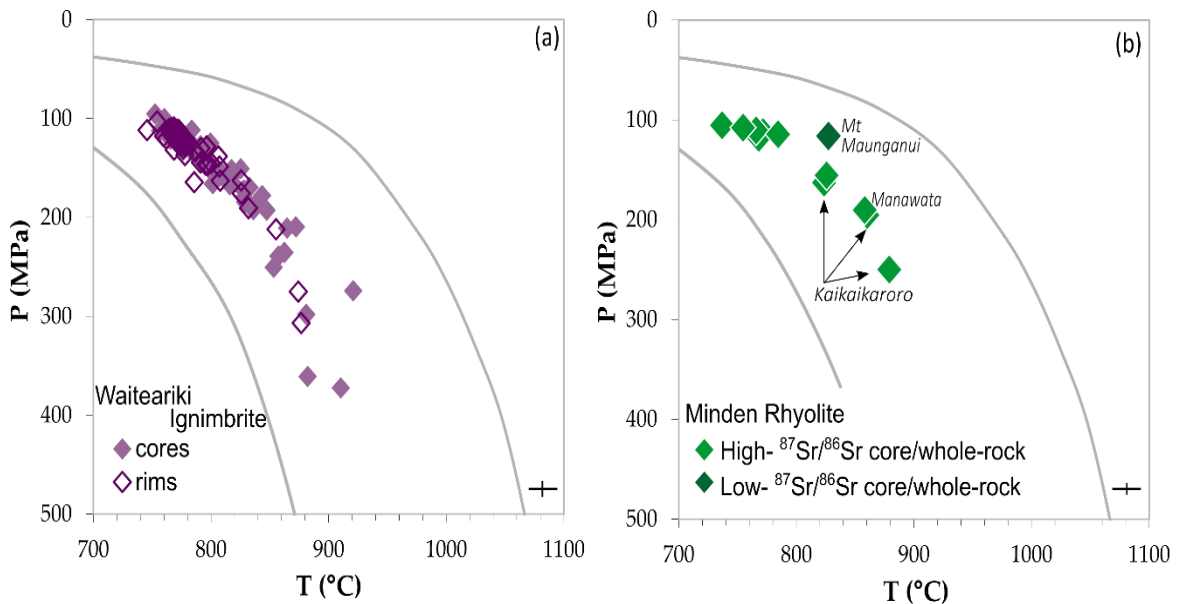 (a)
0
100
200
300
400
500
P (MPa)
Waiteariki
Ignimbrite
cores
rims
700
800
900
1000
1100
T (°C)
(b)
0
100
200
300
400
500
P (MPa)
Mt
Maunganui
Manawata
Kaikaikaroro
Minden Rhyolite
High- ⁸⁷Sr/⁸⁶Sr core/whole-rock
Low- ⁸⁷Sr/⁸⁶Sr core/whole-rock
700
800
900
1000
1100
T (°C)